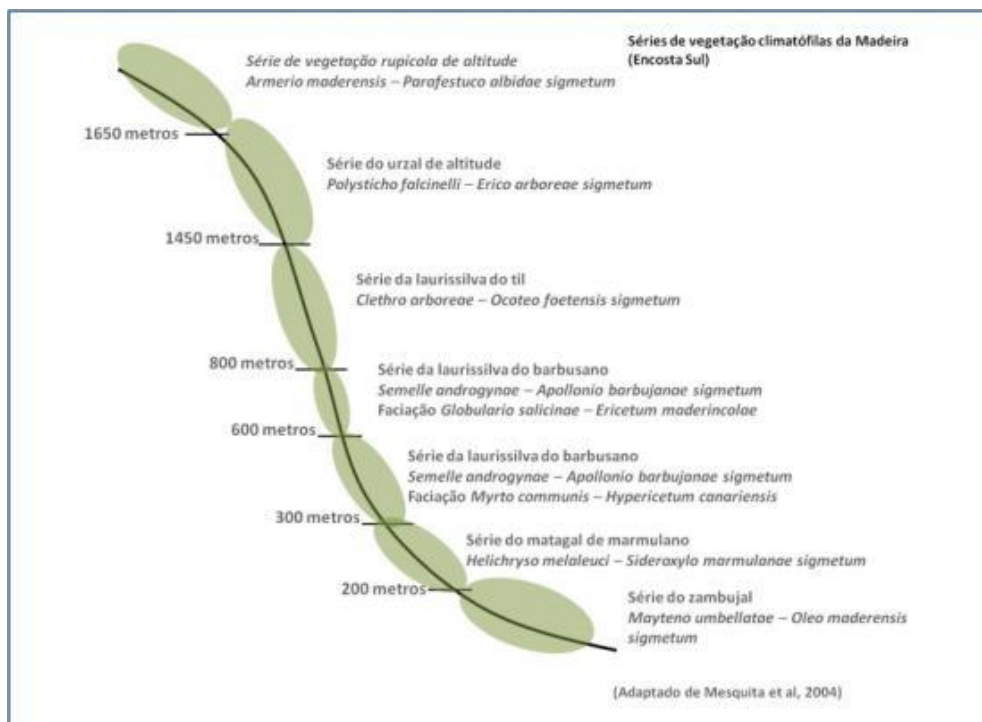 Séries de vegetação climatófilas da Madeira
(Encosta Sul)
Série de vegetação rupícola de altitude
Armerio maderensis – Parafestuco albidae sigmetum
1650 metros
Série do urzal de altitude
Polysticho falcinelli – Erico arboreae sigmetum
1450 metros
Série da laurissilva do til
Clethro arboreae – Ocoteo foetensis sigmetum
800 metros
Série da laurissilva do barbusano
Semelle androgynae – Apollonio barbujanae sigmetum
Faciação Globulario salicinae – Ericetum maderincolae
600 metros
Série da laurissilva do barbusano
Semelle androgynae – Apollonio barbujanae sigmetum
Faciação Myrto communis – Hypericetum canariensis
300 metros
Série do matagal de marmulano
Helichryso melaleuci – Sideroxylo marmulanae sigmetum
200 metros
Série do zambujal
Mayteno umbellatae – Oleo maderensis
sigmetum
(Adaptado de Mesquita et al, 2004)